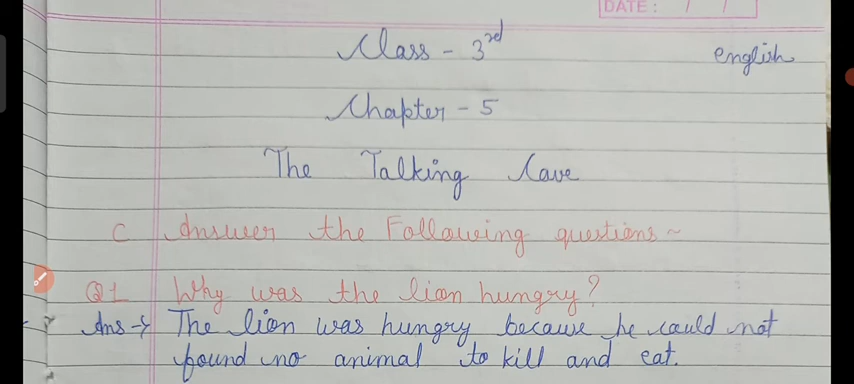 DATE : / /
Class - 3rd
english
Chapter - 5
The Talking Cave
C Answer the Following questions ~
Q1 Why was the lion hungry?
Ans → The lion was hungry because he could not
found no animal to kill and eat.